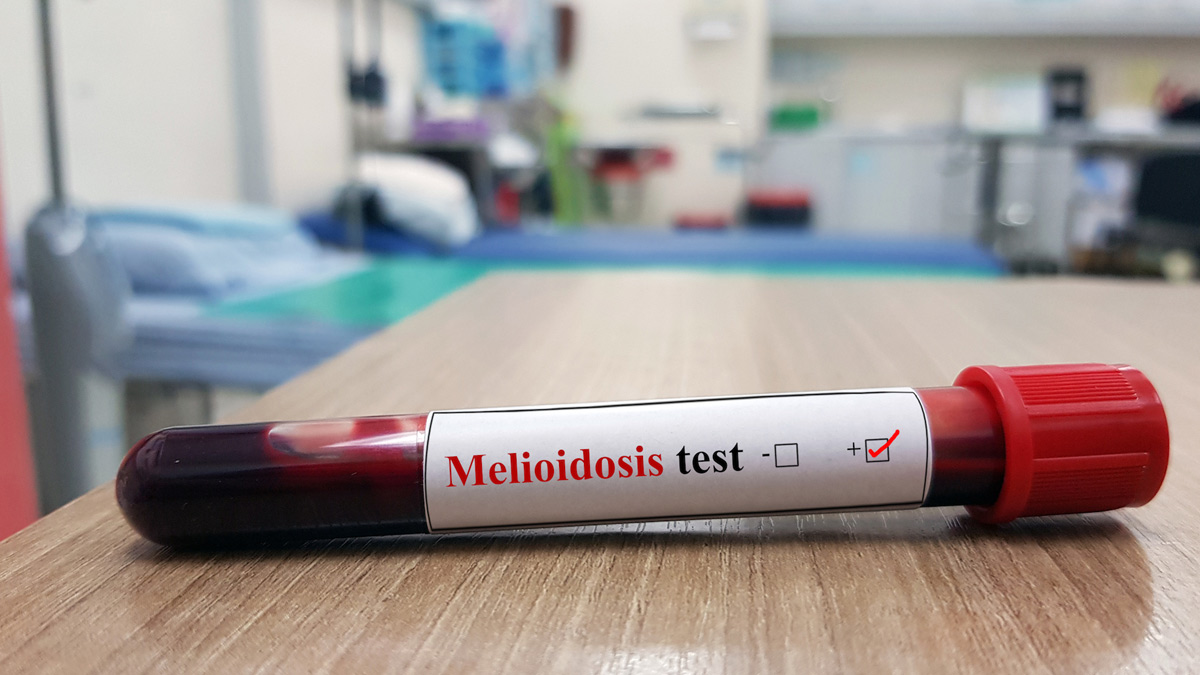 Melioidosis test -☐ +☑